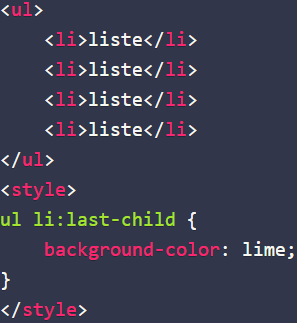 <ul>
    <li>liste</li>
    <li>liste</li>
    <li>liste</li>
    <li>liste</li>
</ul>
<style>
ul li:last-child {
    background-color: lime;
}
</style>